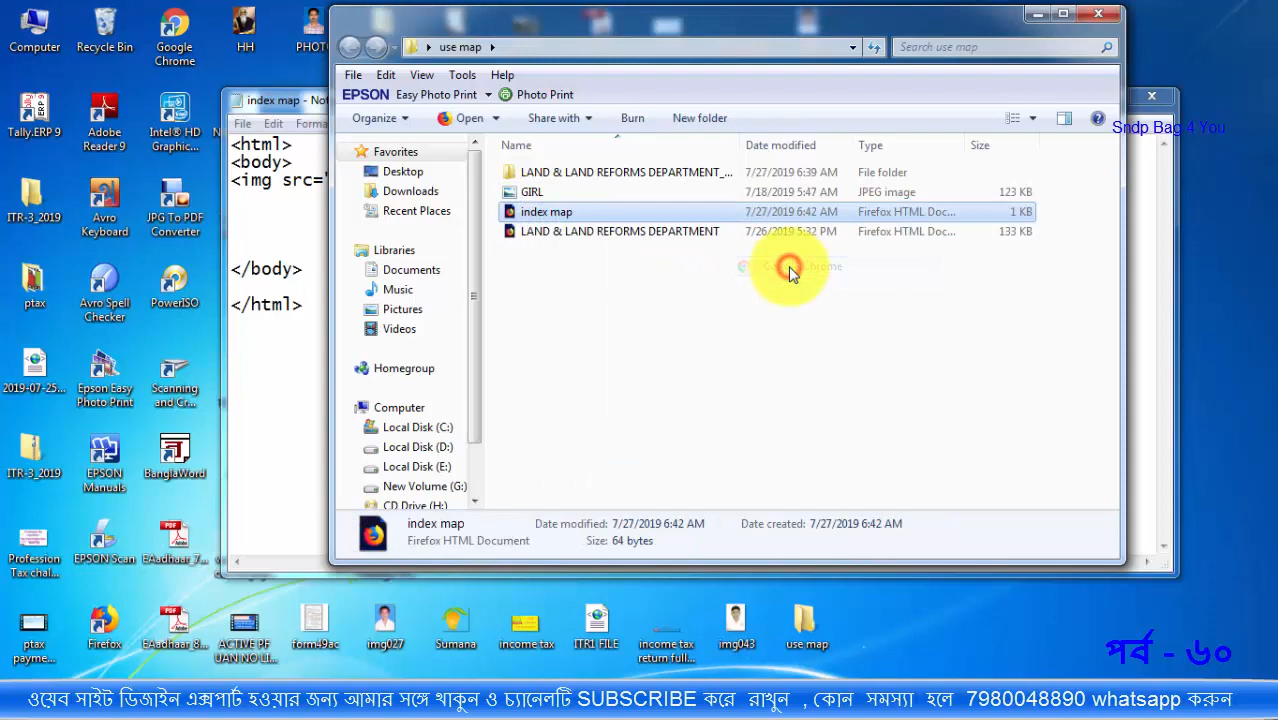 Computer
Recycle Bin
Google
Chrome
HH
PHOT
Tally.ERP 9
Adobe
Reader 9
Intel® HD
Graphic...
ITR-3_2019
Avro
Keyboard
JPG To PDF
Converter
ptax
Avro Spell
Checker
PowerISO
2019-07-25...
Epson Easy
Photo Print
Scanning
and Cr...
ITR-3_2019
EPSON
Manuals
BanglaWord
Profession
Tax chal...
EPSON Scan
EAadhaar_7...
ptax
payme...
Firefox
EAadhaar_8...
ACTIVE PF
UAN NO LI...
form49ac
img027
Sumana
income tax
ITR1 FILE
income tax
return full...
img043
use map
index map - Not
File Edit Forma
<html>
<body>
<img src="
</body>
</html>
use map
Search use map
File Edit View Tools Help
EPSON Easy Photo Print Photo Print
Organize Open Share with Burn New folder
Favorites
Desktop
Downloads
Recent Places
Libraries
Documents
Music
Pictures
Videos
Homegroup
Computer
Local Disk (C:)
Local Disk (D:)
Local Disk (E:)
New Volume (G:)
CD Drive (H:)
Name Date modified Type Size
LAND & LAND REFORMS DEPARTMENT_... 7/27/2019 6:39 AM File folder
GIRL 7/18/2019 5:47 AM JPEG image 123 KB
index map 7/27/2019 6:42 AM Firefox HTML Doc... 1 KB
LAND & LAND REFORMS DEPARTMENT 7/26/2019 5:32 PM Firefox HTML Doc... 133 KB
index map Date modified: 7/27/2019 6:42 AM Date created: 7/27/2019 6:42 AM
Firefox HTML Document Size: 64 bytes
Sndp Bag 4 You
পর্ব - ৬০
ওয়েব সাইট ডিজাইন এক্সপার্ট হওয়ার জন্য আমার সঙ্গে থাকুন ও চ্যানেলটি SUBSCRIBE করে রাখুন , কোন সমস্যা হলে 7980048890 whatsapp করুন